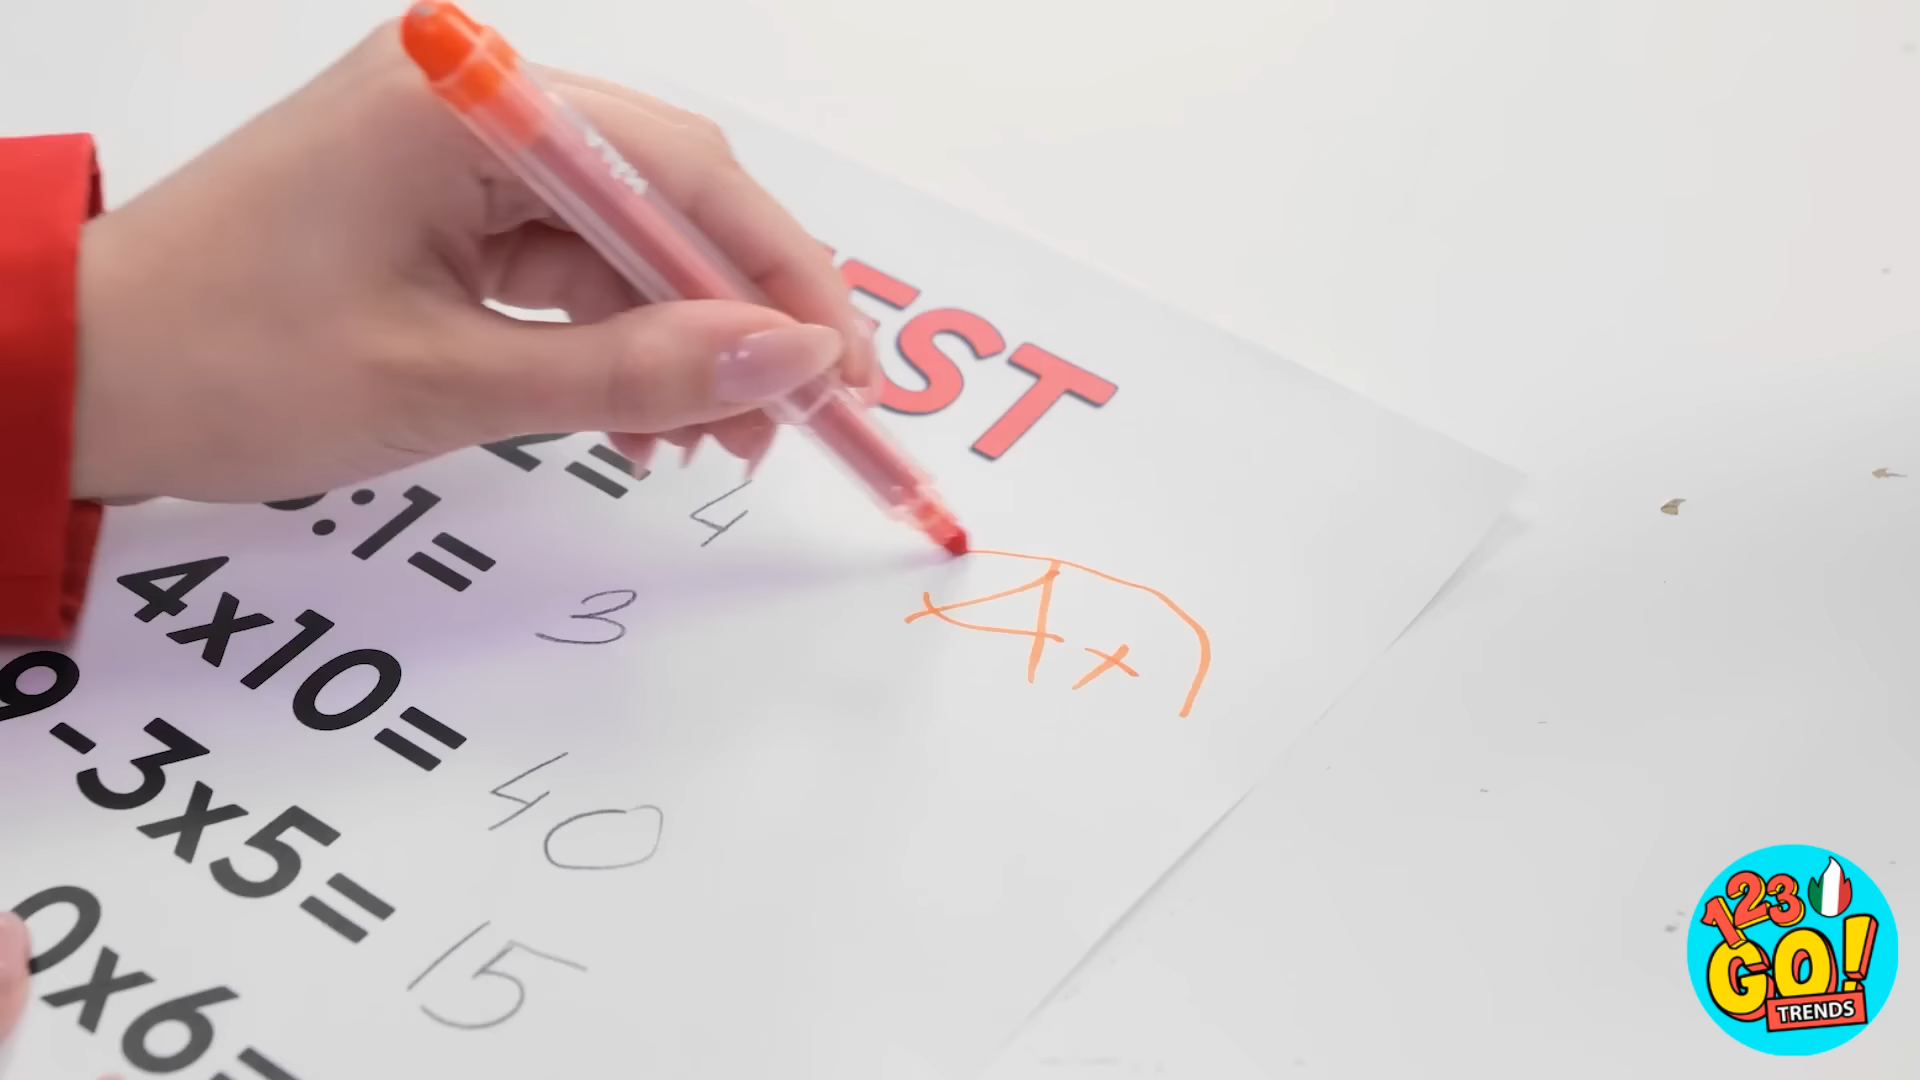 EST
2= 4
:1= 3
4x10= 40
9-3x5= 15
0x6=
A+
123
GO!
TRENDS